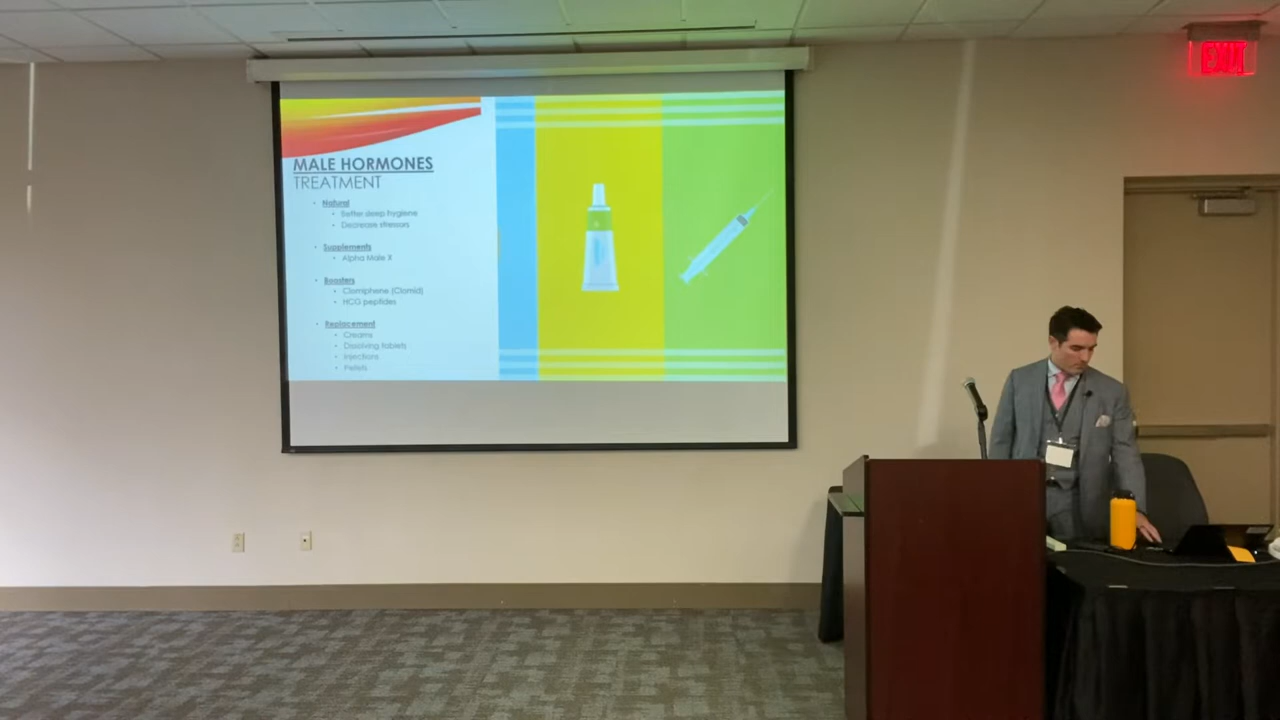 MALE HORMONES
TREATMENT
• Natural
• Better sleep hygiene
• Decrease stressors
• Supplements
• Alpha Male X
• Boosters
• Clomiphene (Clomid)
• HCG peptides
• Replacement
• Creams
• Dissolving tablets
• Injections
• Pellets
EXIT